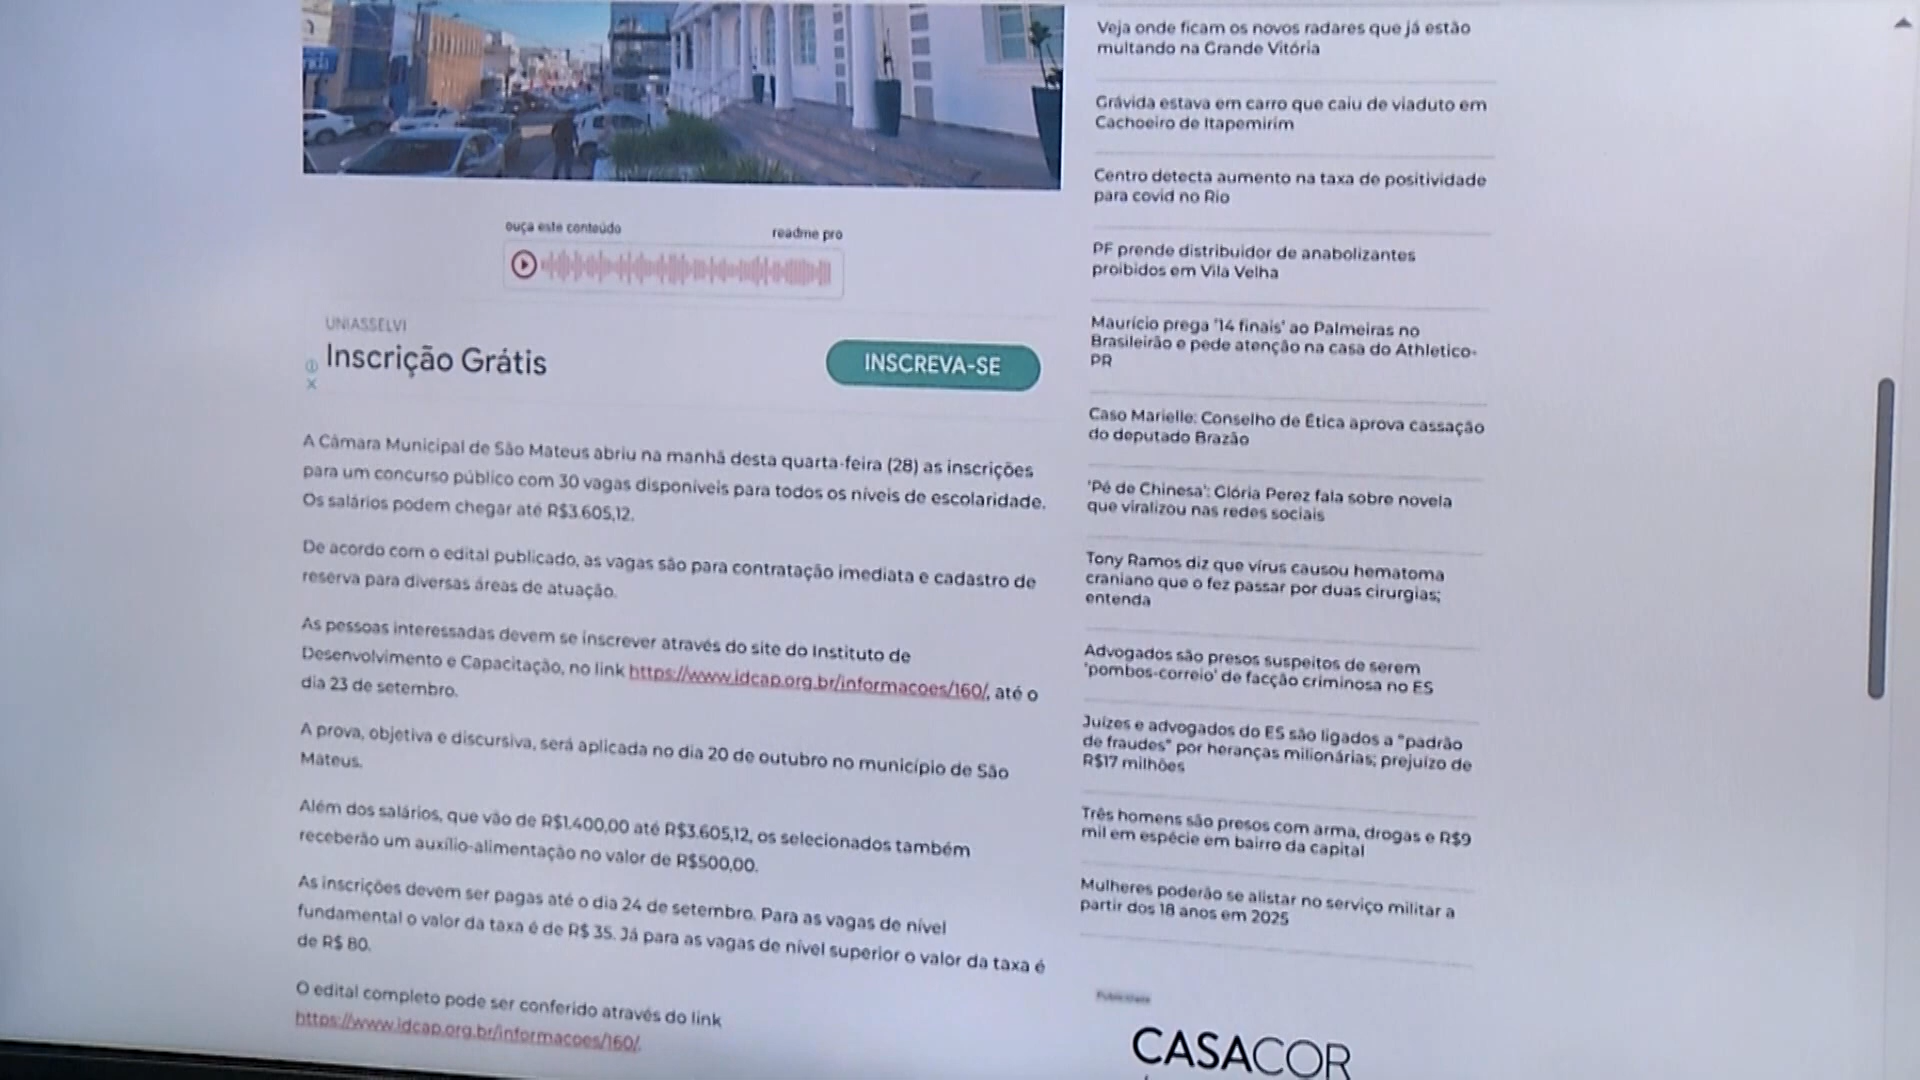 ouça este conteúdo
readme pro
UNIASSELVI
Inscrição Grátis
INSCREVA-SE
A Câmara Municipal de São Mateus abriu na manhã desta quarta-feira (28) as inscrições
para um concurso público com 30 vagas disponíveis para todos os níveis de escolaridade.
Os salários podem chegar até R$3.605,12.
De acordo com o edital publicado, as vagas são para contratação imediata e cadastro de
reserva para diversas áreas de atuação.
As pessoas interessadas devem se inscrever através do site do Instituto de
Desenvolvimento e Capacitação, no link https://www.idcap.org.br/informacoes/160/, até o
dia 23 de setembro.
A prova, objetiva e discursiva, será aplicada no dia 20 de outubro no município de São
Mateus.
Além dos salários, que vão de R$1.400,00 até R$3.605,12, os selecionados também
receberão um auxílio-alimentação no valor de R$500,00.
As inscrições devem ser pagas até o dia 24 de setembro. Para as vagas de nível
fundamental o valor da taxa é de R$ 35. Já para as vagas de nível superior o valor da taxa é
de R$ 80.
O edital completo pode ser conferido através do link
https://www.idcap.org.br/informacoes/160/.
Veja onde ficam os novos radares que já estão
multando na Grande Vitória
Grávida estava em carro que caiu de viaduto em
Cachoeiro de Itapemirim
Centro detecta aumento na taxa de positividade
para covid no Rio
PF prende distribuidor de anabolizantes
proibidos em Vila Velha
Maurício prega '14 finais' ao Palmeiras no
Brasileirão e pede atenção na casa do Athletico-
PR
Caso Marielle: Conselho de Ética aprova cassação
do deputado Brazão
'Pé de Chinesa': Glória Perez fala sobre novela
que viralizou nas redes sociais
Tony Ramos diz que vírus causou hematoma
craniano que o fez passar por duas cirurgias;
entenda
Advogados são presos suspeitos de serem
'pombos-correio' de facção criminosa no ES
Juízes e advogados do ES são ligados a "padrão
de fraudes" por heranças milionárias; prejuízo de
R$17 milhões
Três homens são presos com arma, drogas e R$9
mil em espécie em bairro da capital
Mulheres poderão se alistar no serviço militar a
partir dos 18 anos em 2025
Publicidade
CASACOR